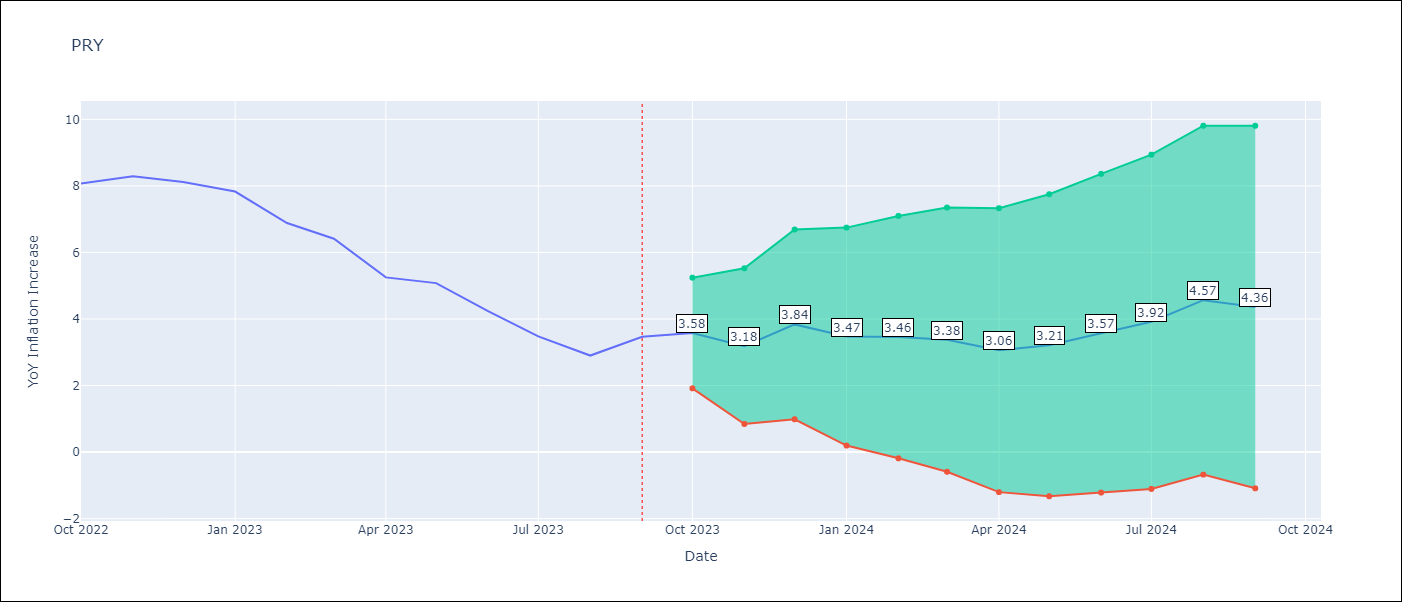 PRY
YoY Inflation Increase
10
8
6
4
2
0
−2
3.58
3.18
3.84
3.47
3.46
3.38
3.06
3.21
3.57
3.92
4.57
4.36
Oct 2022
Jan 2023
Apr 2023
Jul 2023
Oct 2023
Jan 2024
Apr 2024
Jul 2024
Oct 2024
Date